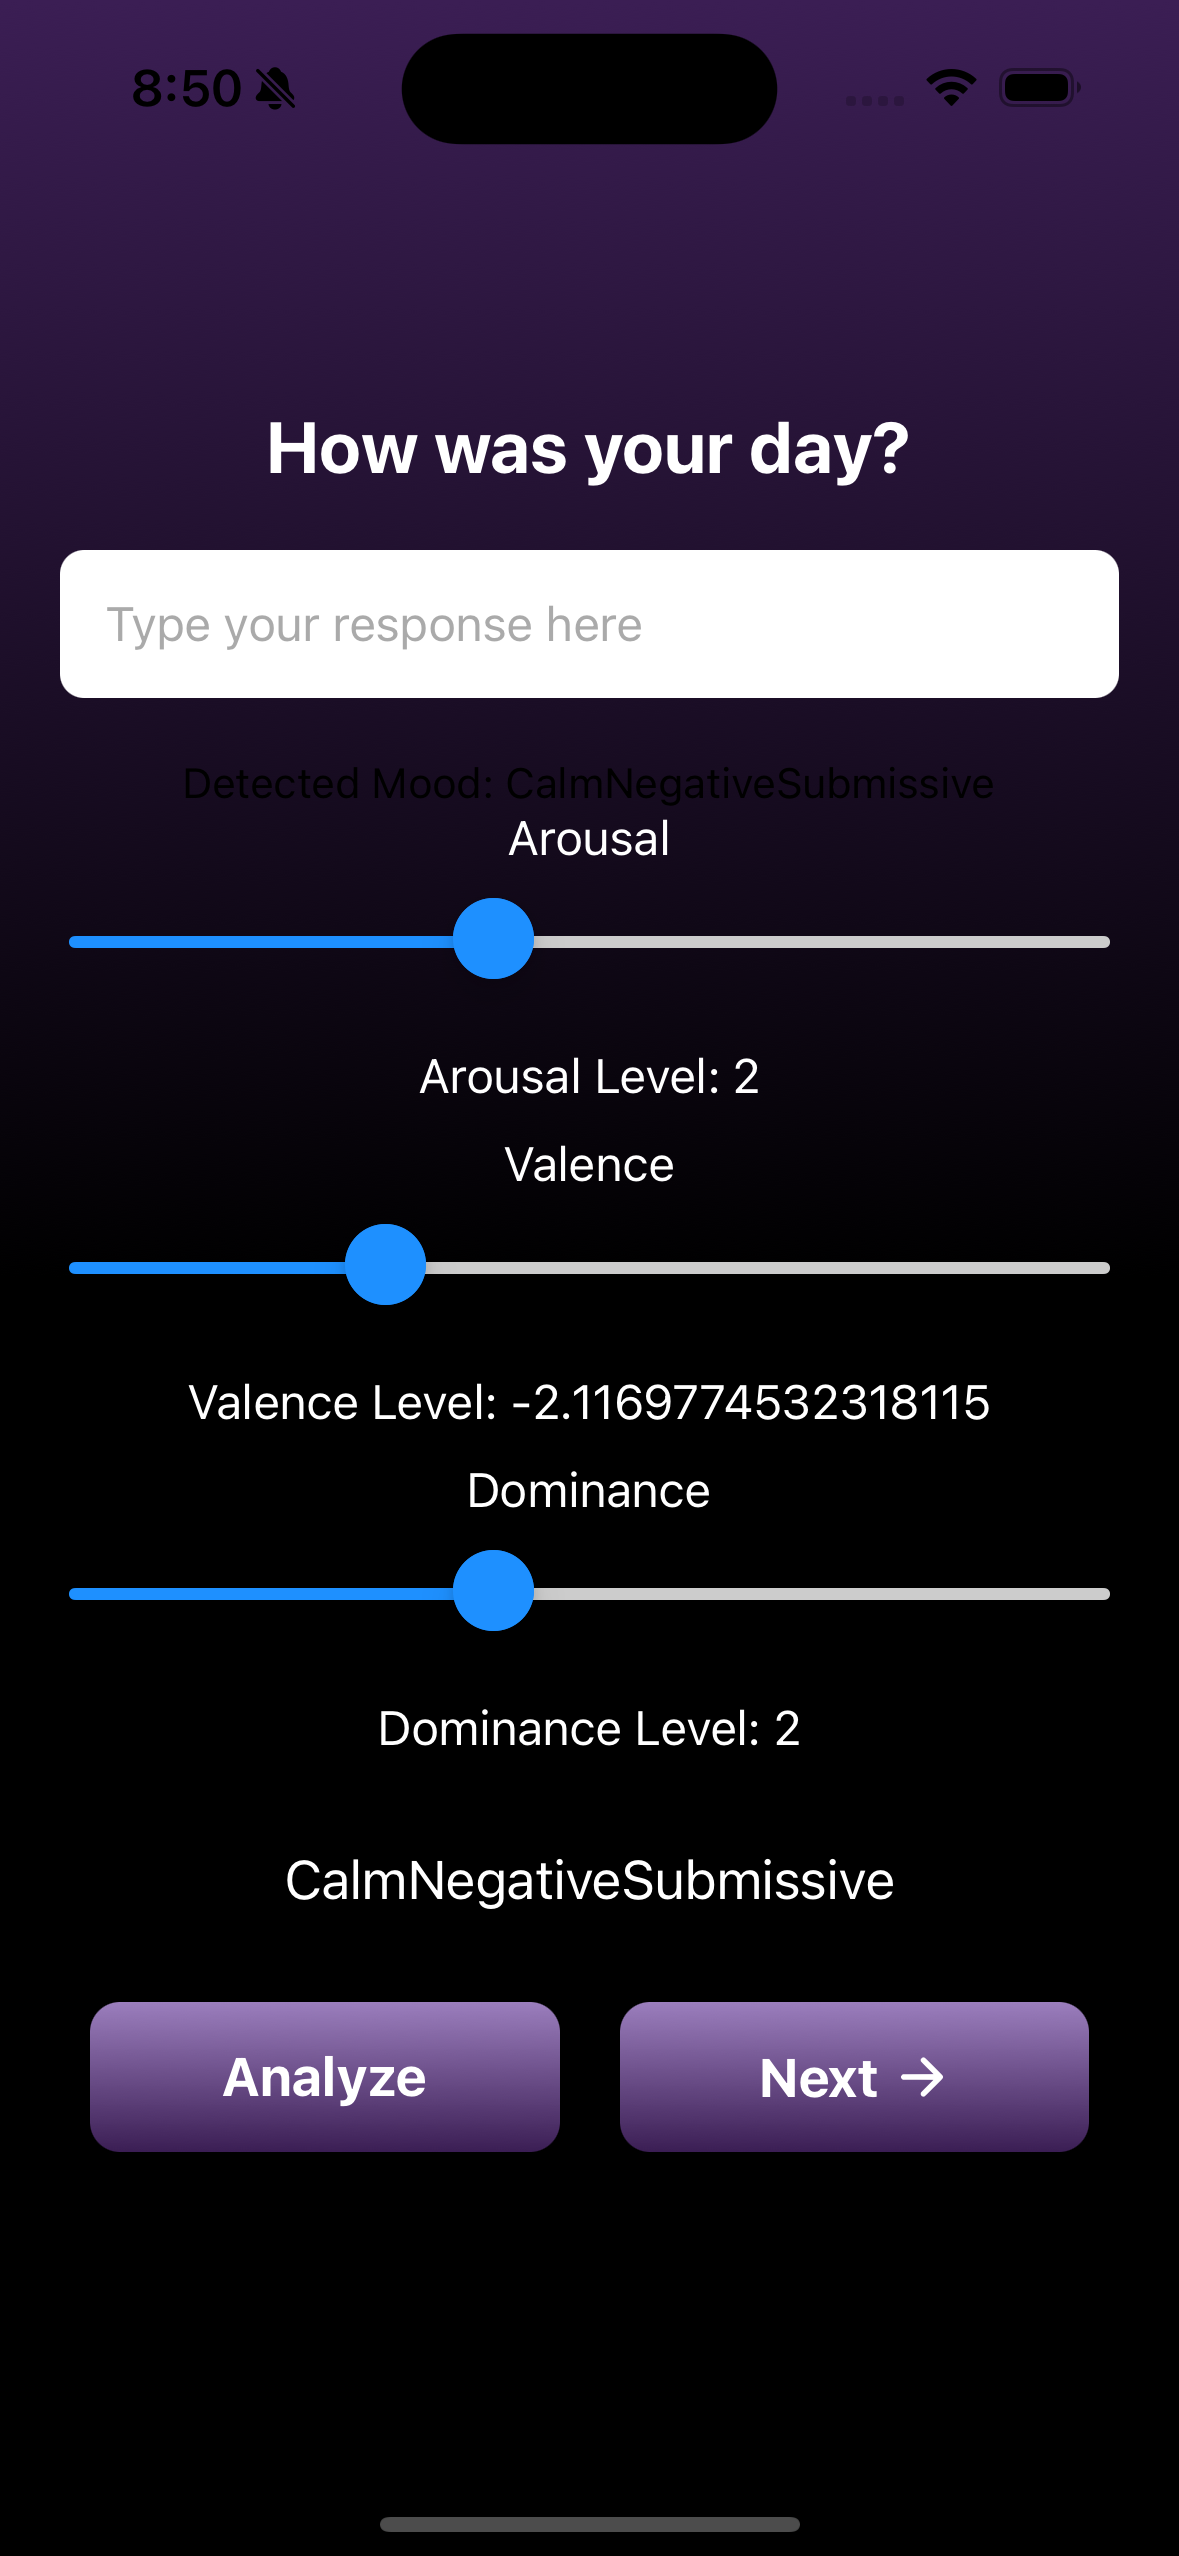 8:50
How was your day?
Type your response here
Detected Mood: CalmNegativeSubmissive
Arousal
Arousal Level: 2
Valence
Valence Level: -2.1169774532318115
Dominance
Dominance Level: 2
CalmNegativeSubmissive
Analyze
Next →